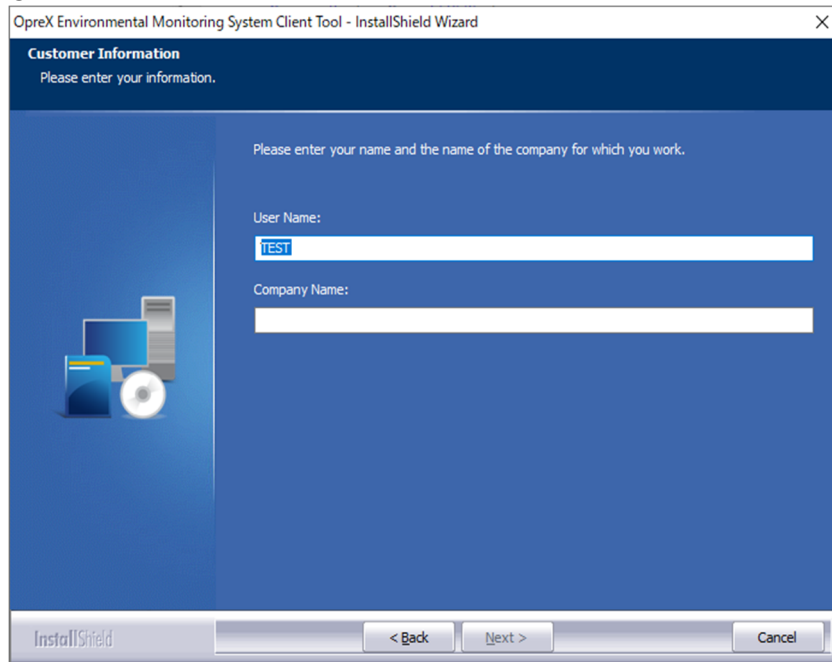 OpreX Environmental Monitoring System Client Tool - InstallShield Wizard
Customer Information
Please enter your information.
Please enter your name and the name of the company for which you work.
User Name:
TEST
Company Name:
InstallShield
< Back
Next >
Cancel